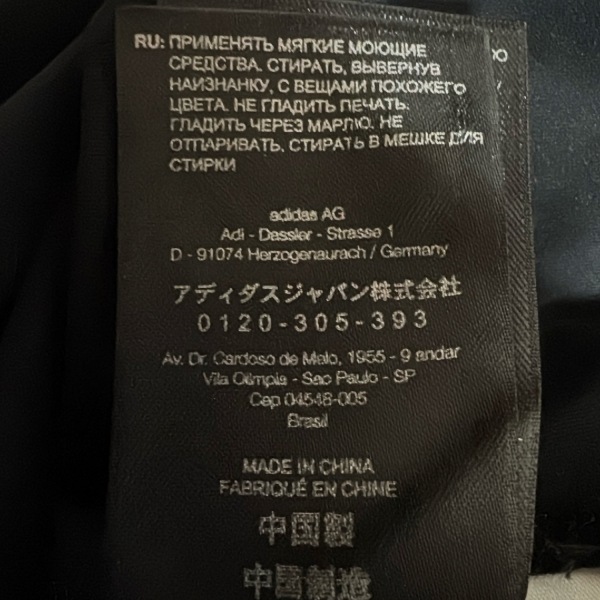 RU: ПРИМЕНЯТЬ МЯГКИЕ МОЮЩИЕ
СРЕДСТВА. СТИРАТЬ, ВЫВЕРНУВ
НАИЗНАНКУ, С ВЕЩАМИ ПОХОЖЕГО
ЦВЕТА. НЕ ГЛАДИТЬ ПЕЧАТЬ.
ГЛАДИТЬ ЧЕРЕЗ МАРЛЮ. НЕ
ОТПАРИВАТЬ. СТИРАТЬ В МЕШКЕ ДЛЯ
СТИРКИ
adidas AG
Adi - Dassler - Strasse 1
D - 91074 Herzogenaurach / Germany
アディダスジャパン株式会社
0120-305-393
Av. Dr. Cardoso de Melo, 1955 - 9 andar
Vila Olimpia - Sao Paulo - SP
Cep 04548-005
Brasil
MADE IN CHINA
FABRIQUÉ EN CHINE
中国製
中国制造